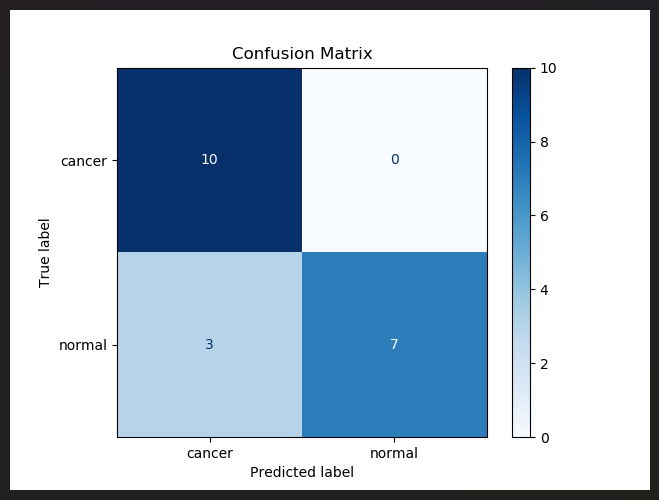 Confusion Matrix
True label
cancer
normal
10
0
3
7
cancer
normal
Predicted label
10
8
6
4
2
0